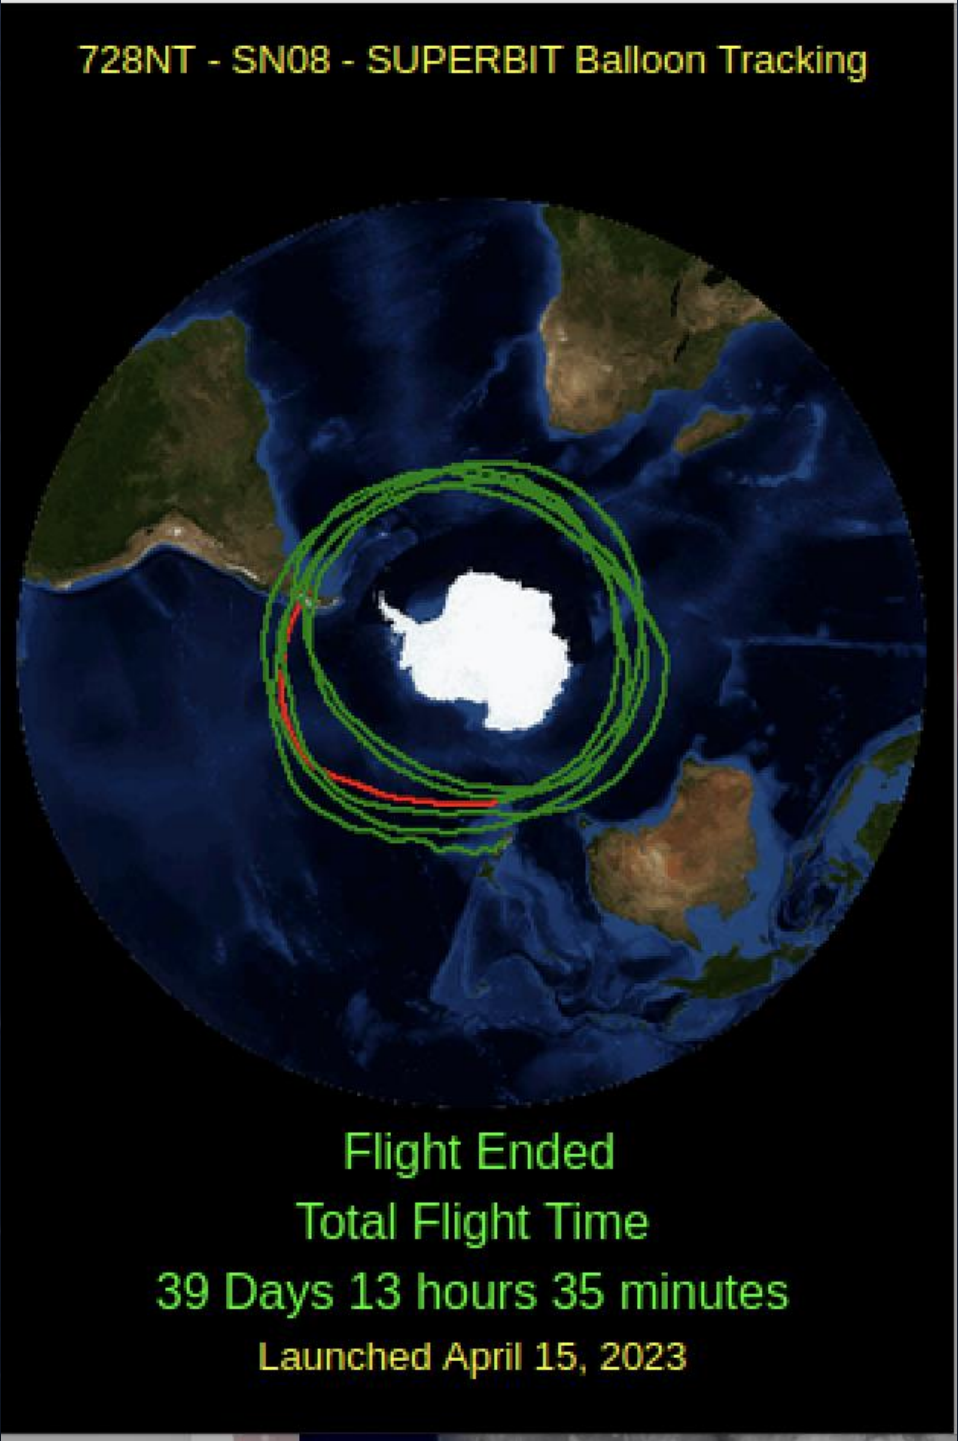 728NT - SN08 - SUPERBIT Balloon Tracking
Flight Ended
Total Flight Time
39 Days 13 hours 35 minutes
Launched April 15, 2023